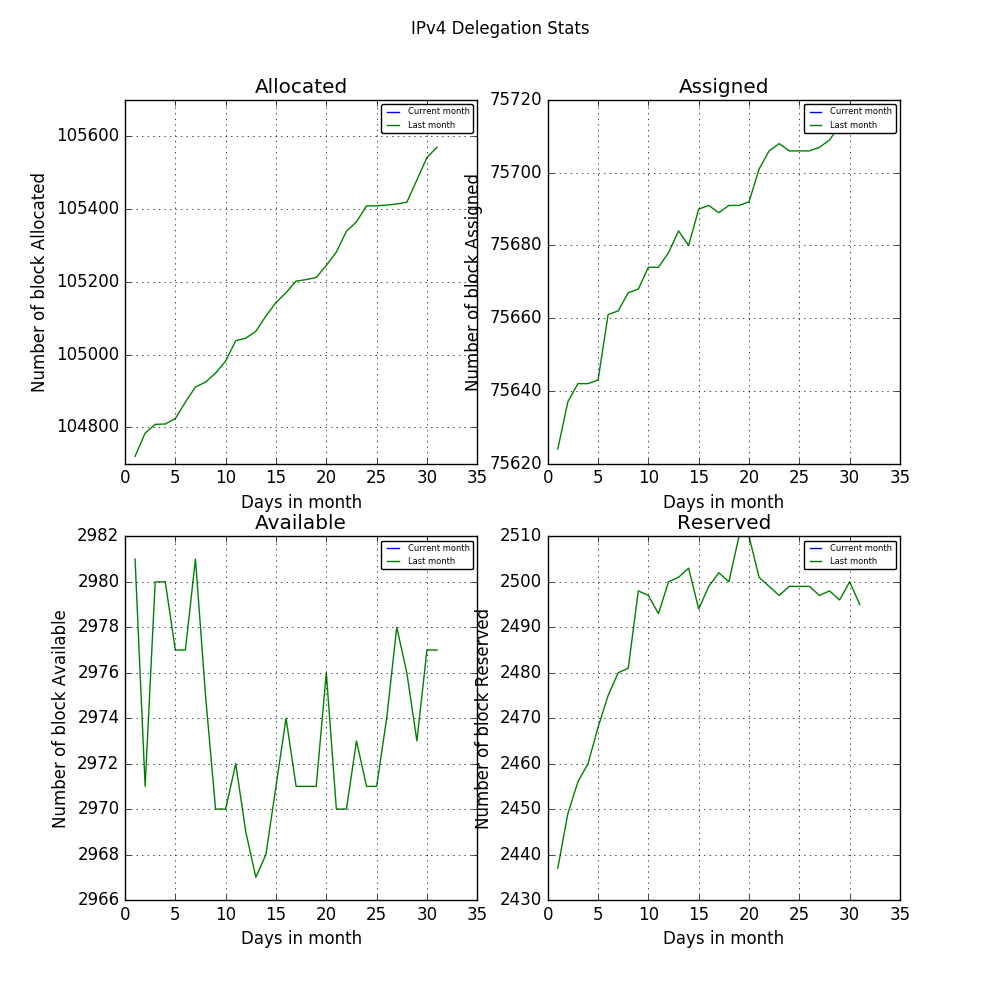 IPv4 Delegation Stats
Allocated
Number of block Allocated
105600
105400
105200
105000
104800
0 5 10 15 20 25 30 35
Days in month
Current month
Last month
Assigned
Number of block Assigned
75720
75700
75680
75660
75640
75620
0 5 10 15 20 25 30 35
Days in month
Current month
Last month
Available
Number of block Available
2982
2980
2978
2976
2974
2972
2970
2968
2966
0 5 10 15 20 25 30 35
Days in month
Current month
Last month
Reserved
Number of block Reserved
2510
2500
2490
2480
2470
2460
2450
2440
2430
0 5 10 15 20 25 30 35
Days in month
Current month
Last month